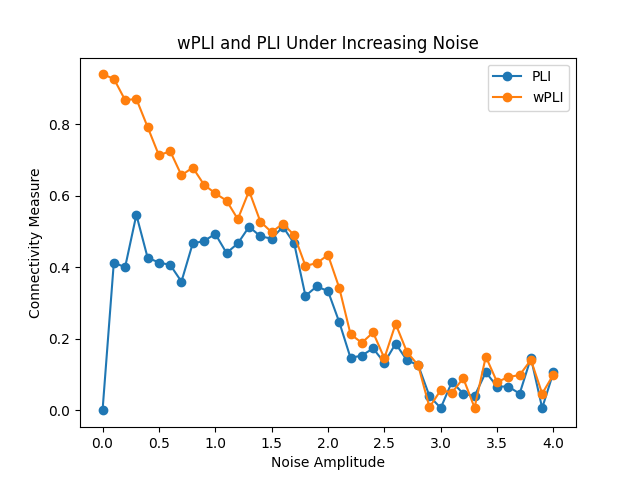 wPLI and PLI Under Increasing Noise
PLI
wPLI
Connectivity Measure
0.8
0.6
0.4
0.2
0.0
0.0 0.5 1.0 1.5 2.0 2.5 3.0 3.5 4.0
Noise Amplitude